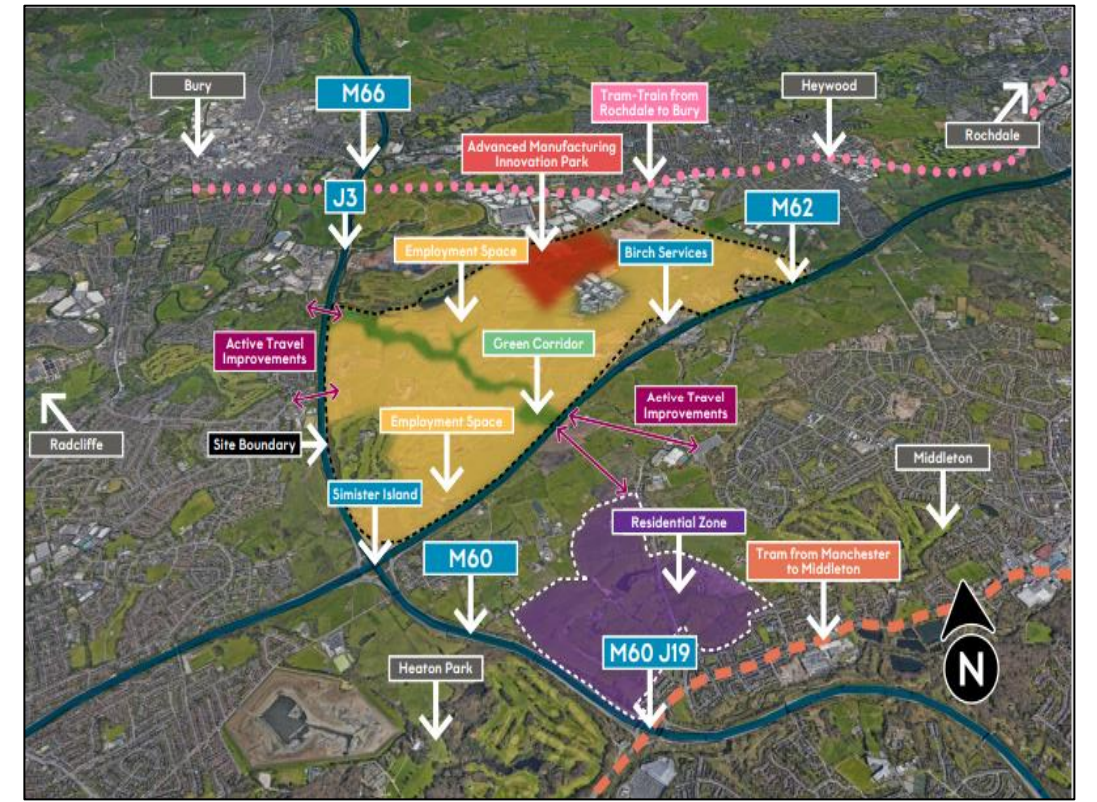 Bury
M66
Tram-Train from
Rochdale to Bury
Heywood
Rochdale
Advanced Manufacturing
Innovation Park
J3
M62
Employment Space
Birch Services
Active Travel
Improvements
Green Corridor
Active Travel
Improvements
Radcliffe
Site Boundary
Employment Space
Middleton
Simister Island
Residential Zone
M60
Tram from Manchester
to Middleton
Heaton Park
M60 J19
N